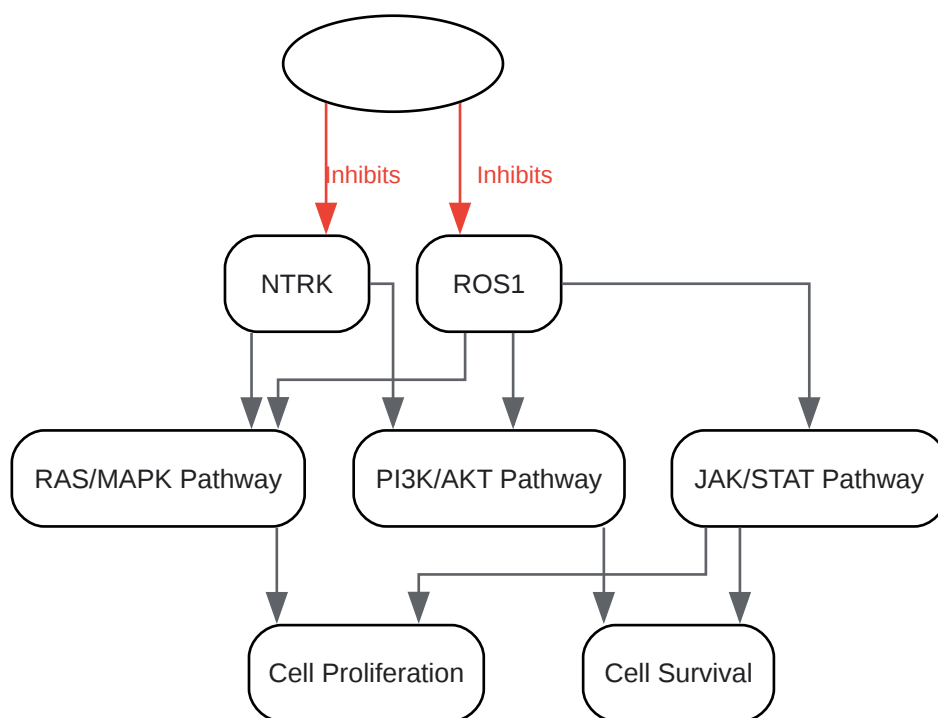 Inhibits
Inhibits
NTRK
ROS1
RAS/MAPK Pathway
PI3K/AKT Pathway
JAK/STAT Pathway
Cell Proliferation
Cell Survival